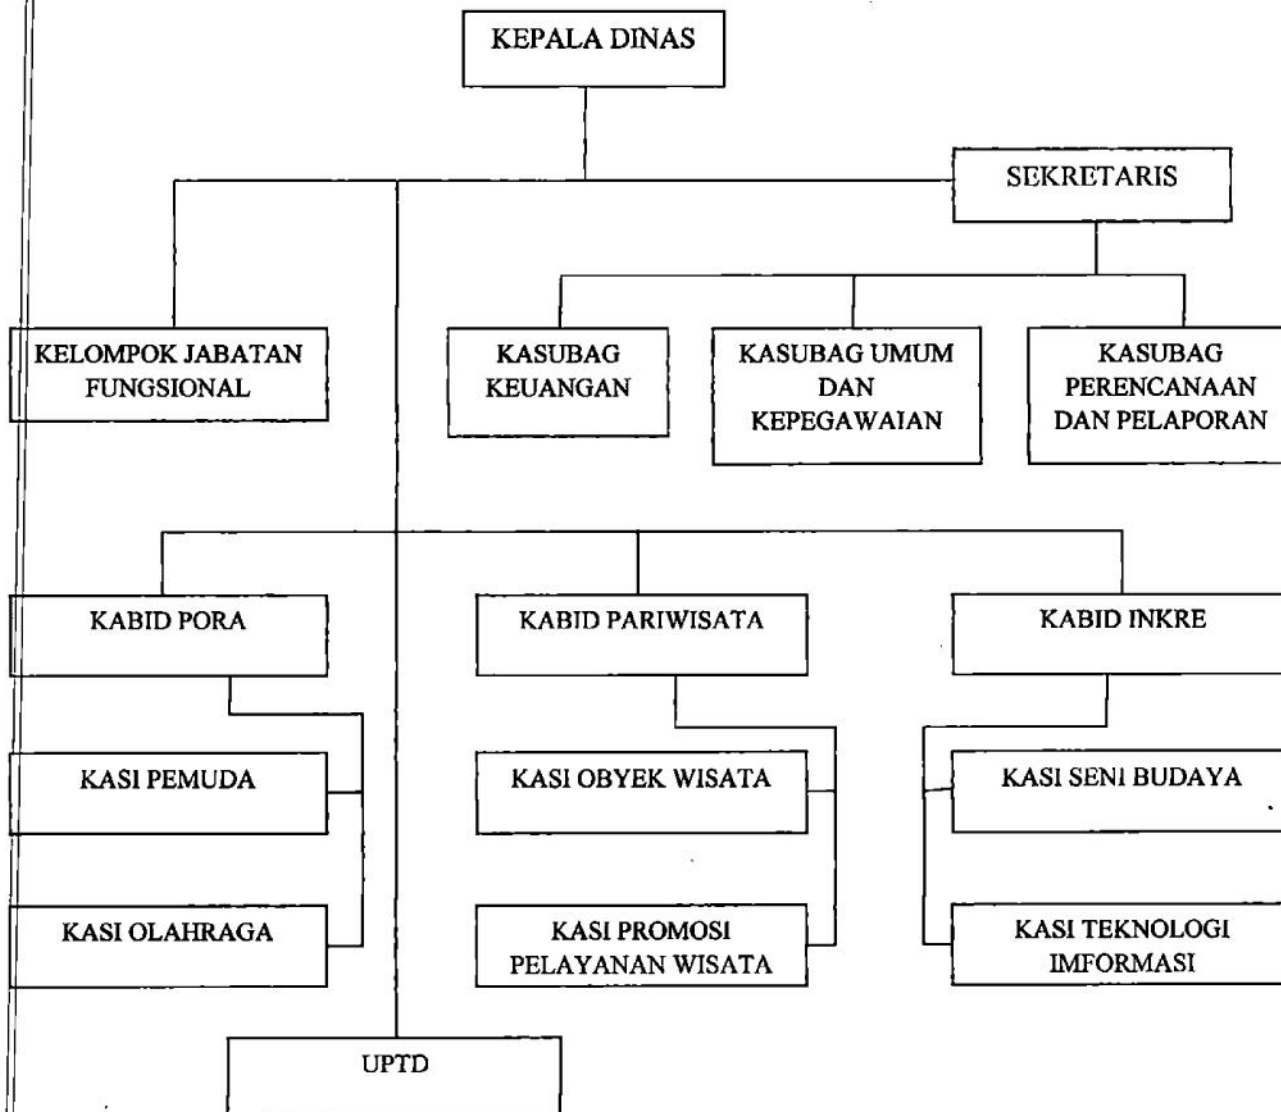 KEPALA DINAS
SEKRETARIS
KELOMPOK JABATAN
FUNGSIONAL
KASUBAG
KEUANGAN
KASUBAG UMUM
DAN
KEPEGAWAIAN
KASUBAG
PERENCANAAN
DAN PELAPORAN
KABID PORA
KABID PARIWISATA
KABID INKRE
KASI PEMUDA
KASI OBYEK WISATA
KASI SENI BUDAYA
KASI OLAHRAGA
KASI PROMOSI
PELAYANAN WISATA
KASI TEKNOLOGI
IMFORMASI
UPTD